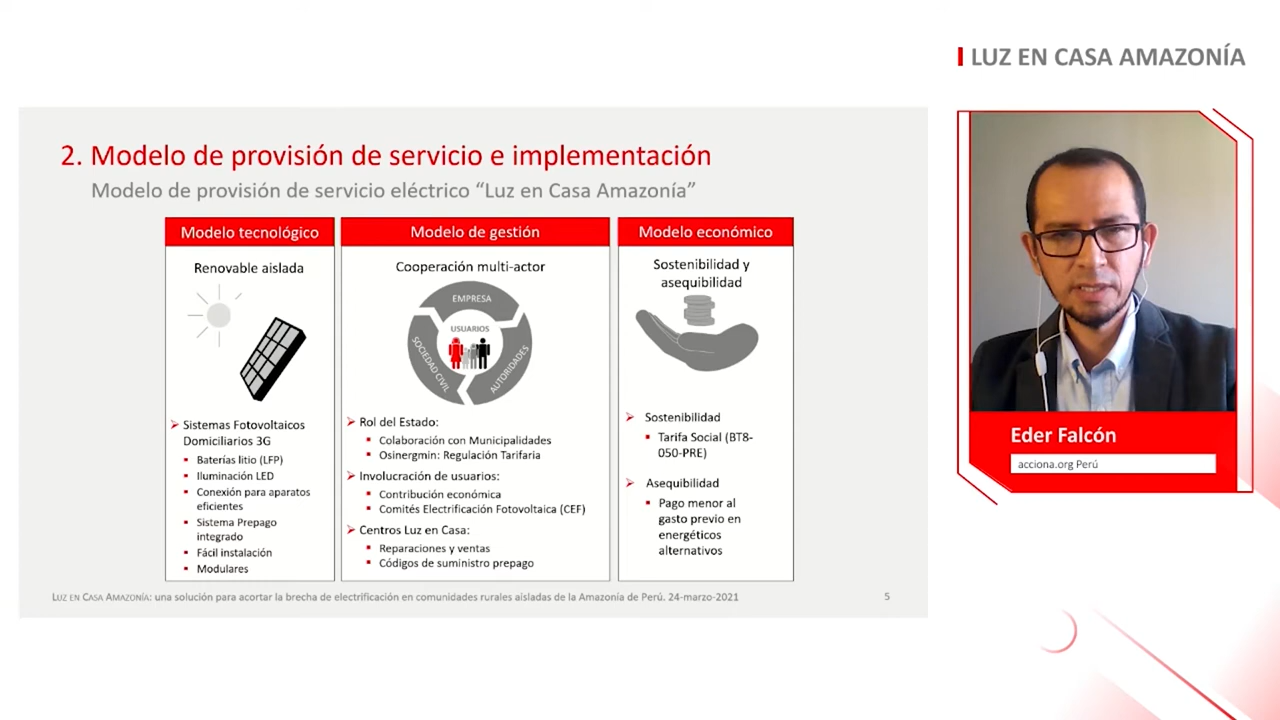 LUZ EN CASA AMAZONÍA
2. Modelo de provisión de servicio e implementación
Modelo de provisión de servicio eléctrico “Luz en Casa Amazonía”
Modelo tecnológico
Renovable aislada
Sistemas Fotovoltaicos
Domiciliarios 3G
Baterías litio (LFP)
Iluminación LED
Conexión para aparatos
eficientes
Sistema Prepago
integrado
Fácil instalación
Modulares
Modelo de gestión
Cooperación multi-actor
EMPRESA
USUARIOS
SOCIEDAD CIVIL
AUTORIDADES
Rol del Estado:
Colaboración con Municipalidades
Osinergmin: Regulación Tarifaria
Involucración de usuarios:
Contribución económica
Comités Electrificación Fotovoltaica (CEF)
Centros Luz en Casa:
Reparaciones y ventas
Códigos de suministro prepago
Modelo económico
Sostenibilidad y
asequibilidad
Sostenibilidad
Tarifa Social (BT8-
050-PRE)
Asequibilidad
Pago menor al
gasto previo en
energéticos
alternativos
LUZ EN CASA AMAZONÍA: una solución para acortar la brecha de electrificación en comunidades rurales aisladas de la Amazonía de Perú. 24-marzo-2021
5
Eder Falcón
acciona.org Perú